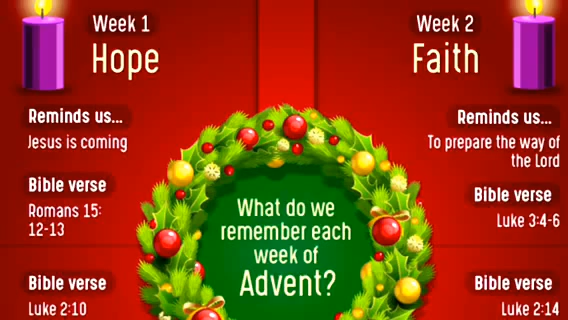 Week 1
Hope
Reminds us...
Jesus is coming
Bible verse
Romans 15:
12-13
Bible verse
Luke 2:10
What do we
remember each
week of
Advent?
Week 2
Faith
Reminds us...
To prepare the way of
the Lord
Bible verse
Luke 3:4-6
Bible verse
Luke 2:14